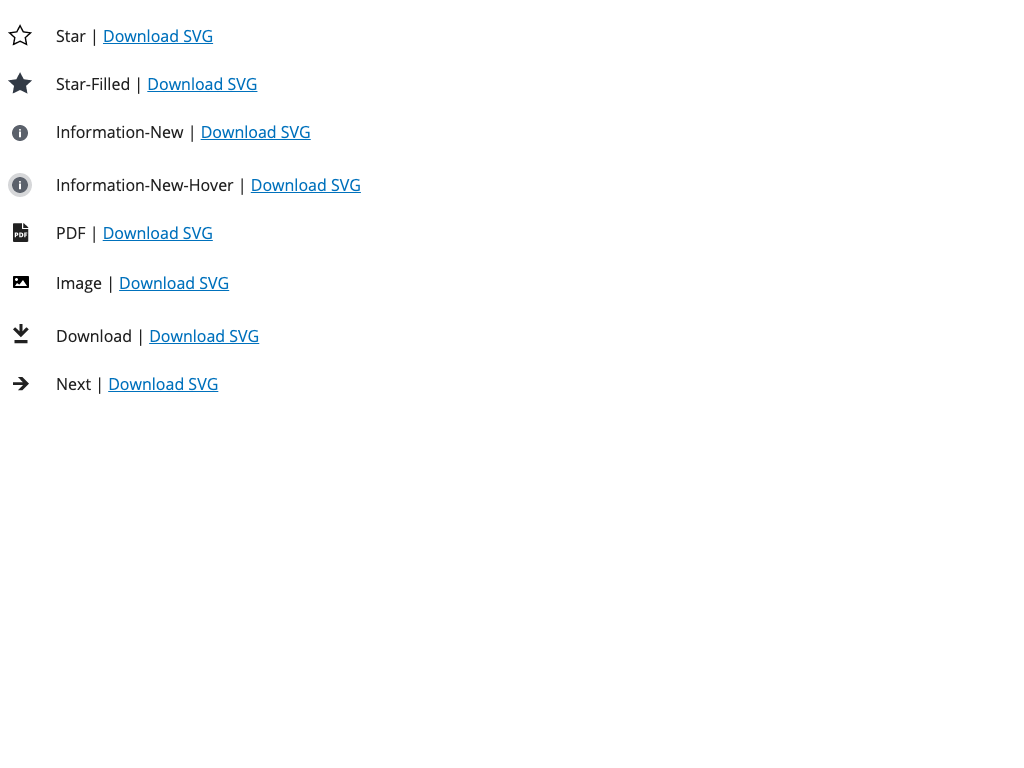 Star | Download SVG
Star-Filled | Download SVG
Information-New | Download SVG
Information-New-Hover | Download SVG
PDF | Download SVG
Image | Download SVG
Download | Download SVG
Next | Download SVG